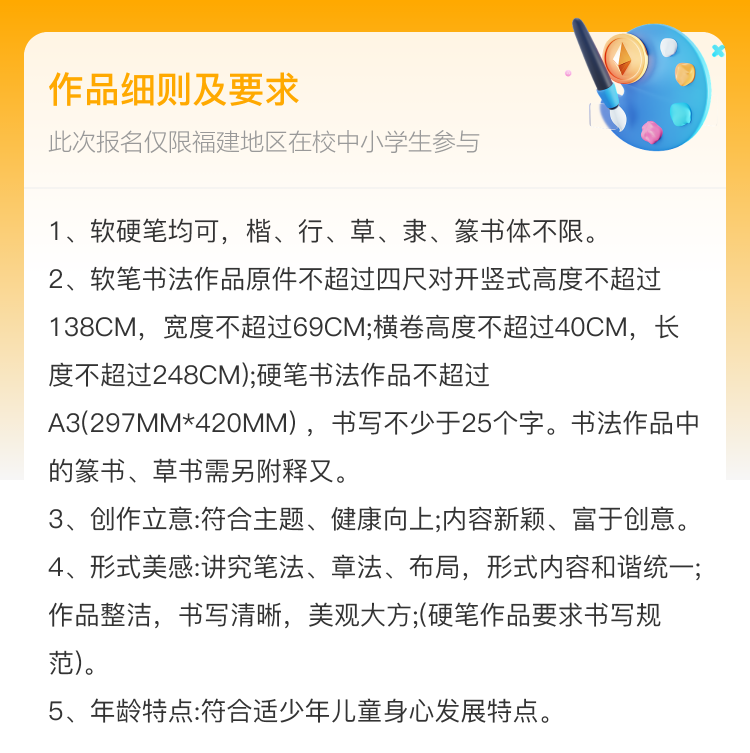 作品细则及要求
此次报名仅限福建地区在校中小学生参与
1、软硬笔均可，楷、行、草、隶、篆书体不限。
2、软笔书法作品原件不超过四尺对开竖式高度不超过
138CM，宽度不超过69CM;横卷高度不超过40CM，长
度不超过248CM);硬笔书法作品不超过
A3(297MM*420MM) ，书写不少于25个字。书法作品中
的篆书、草书需另附释又。
3、创作立意:符合主题、健康向上;内容新颖、富于创意。
4、形式美感:讲究笔法、章法、布局，形式内容和谐统一;
作品整洁，书写清晰，美观大方;(硬笔作品要求书写规
范)。
5、年龄特点:符合适少年儿童身心发展特点。